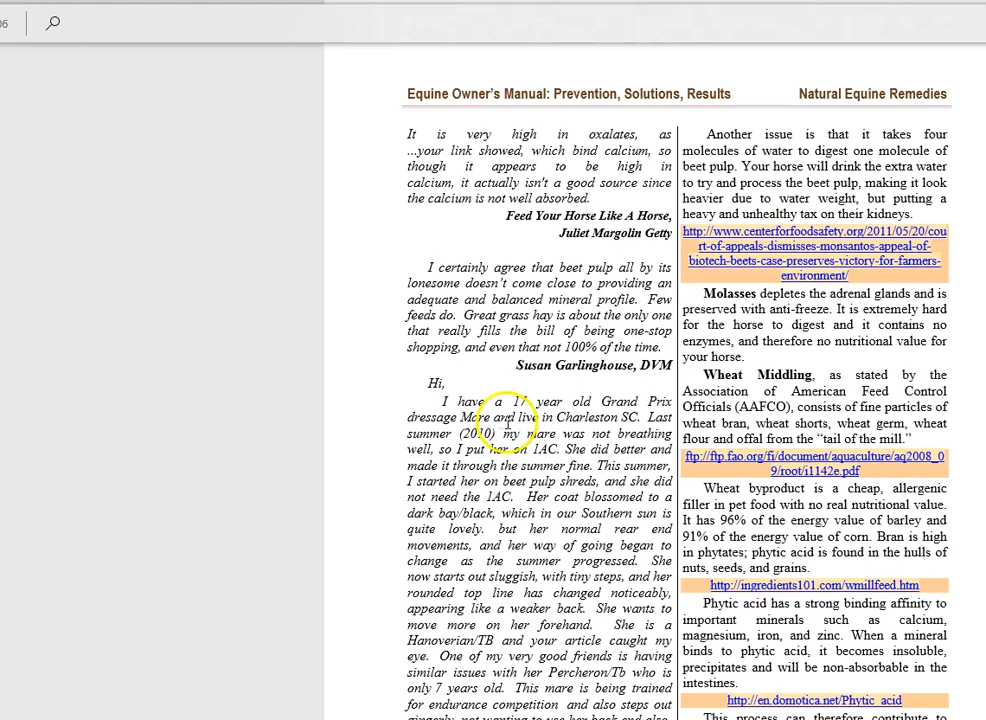 06
Equine Owner's Manual: Prevention, Solutions, Results
Natural Equine Remedies
It is very high in oxalates, as
...your link showed, which bind calcium, so
though it appears to be high in
calcium, it actually isn't a good source since
the calcium is not well absorbed.
Feed Your Horse Like A Horse,
Juliet Margolin Getty
I certainly agree that beet pulp all by its
lonesome doesn't come close to providing an
adequate and balanced mineral profile. Few
feeds do. Great grass hay is about the only one
that really fills the bill of being one-stop
shopping, and even that not 100% of the time.
Susan Garlinghouse, DVM
Hi,
I have a 17 year old Grand Prix
dressage Mare and live in Charleston SC. Last
summer (2010) my mare was not breathing
well, so I put her on 1AC. She did better and
made it through the summer fine. This summer,
I started her on beet pulp shreds, and she did
not need the 1AC. Her coat blossomed to a
dark bay/black, which in our Southern sun is
quite lovely. but her normal rear end
movements, and her way of going began to
change as the summer progressed. She
now starts out sluggish, with tiny steps, and her
rounded top line has changed noticeably,
appearing like a weaker back. She wants to
move more on her forehand. She is a
Hanoverian/TB and your article caught my
eye. One of my very good friends is having
similar issues with her Percheron/Tb who is
only 7 years old. This mare is being trained
for endurance competition and also steps out
gingerly, not wanting to use her back and also
Another issue is that it takes four
molecules of water to digest one molecule of
beet pulp. Your horse will drink the extra water
to try and process the beet pulp, making it look
heavier due to water weight, but putting a
heavy and unhealthy tax on their kidneys.
http://www.centerforfoodsafety.org/2011/05/20/cou
rt-of-appeals-dismisses-monsantos-appeal-of-
biotech-beets-case-preserves-victory-for-farmers-
environment/
Molasses depletes the adrenal glands and is
preserved with anti-freeze. It is extremely hard
for the horse to digest and it contains no
enzymes, and therefore no nutritional value for
your horse.
Wheat Middling, as stated by the
Association of American Feed Control
Officials (AAFCO), consists of fine particles of
wheat bran, wheat shorts, wheat germ, wheat
flour and offal from the "tail of the mill."
ftp://ftp.fao.org/fi/document/aquaculture/aq2008_0
9/root/i1142e.pdf
Wheat byproduct is a cheap, allergenic
filler in pet food with no real nutritional value.
It has 96% of the energy value of barley and
91% of the energy value of corn. Bran is high
in phytates; phytic acid is found in the hulls of
nuts, seeds, and grains.
http://ingredients101.com/wmillfeed.htm
Phytic acid has a strong binding affinity to
important minerals such as calcium,
magnesium, iron, and zinc. When a mineral
binds to phytic acid, it becomes insoluble,
precipitates and will be non-absorbable in the
intestines.
http://en.domotica.net/Phytic_acid
This process can therefore contribute to